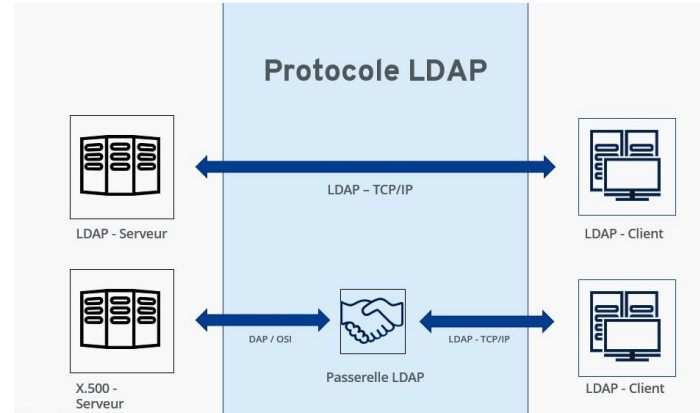 Protocole LDAP
LDAP – TCP/IP
LDAP - Serveur
LDAP - Client
DAP / OSI
LDAP - TCP/IP
Passerelle LDAP
X.500 -
Serveur
LDAP - Client